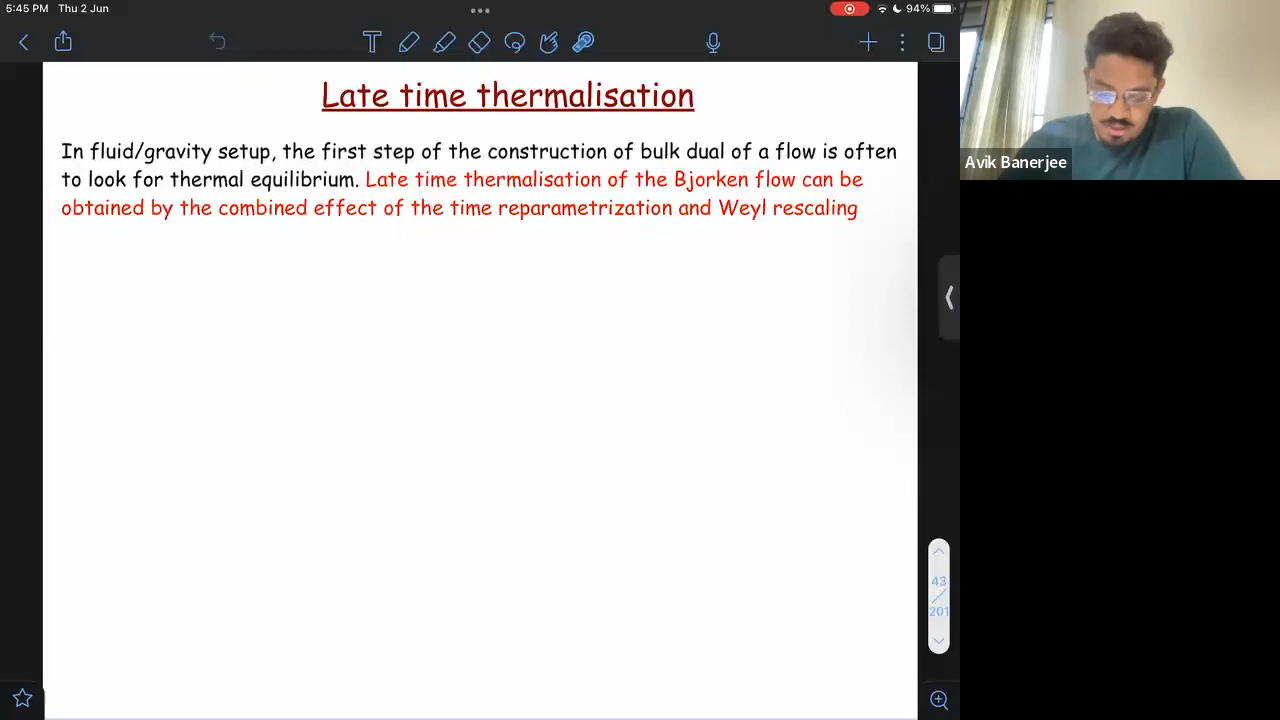 5:45 PM Thu 2 Jun
94%
Late time thermalisation
In fluid/gravity setup, the first step of the construction of bulk dual of a flow is often
to look for thermal equilibrium. Late time thermalisation of the Bjorken flow can be
obtained by the combined effect of the time reparametrization and Weyl rescaling
Avik Banerjee
43
201